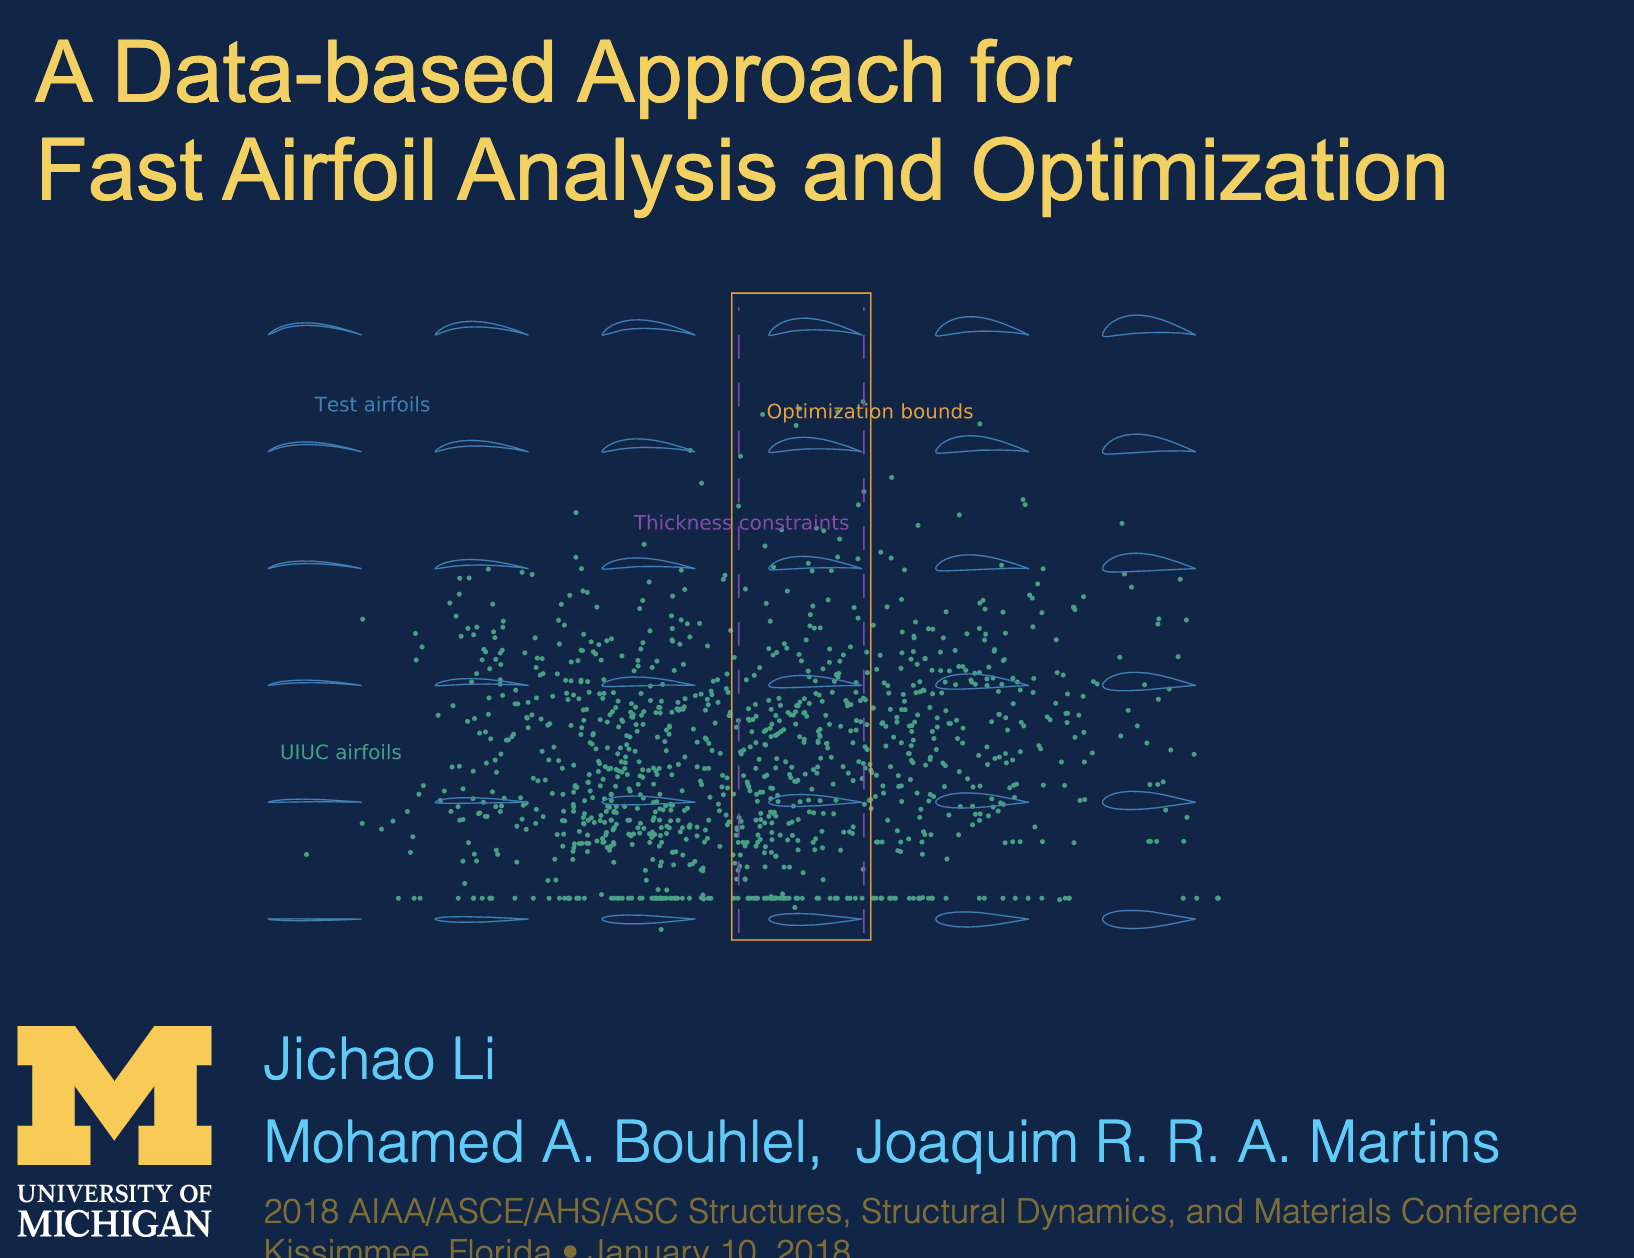 A Data-based Approach for
Fast Airfoil Analysis and Optimization
Test airfoils
Optimization bounds
Thickness constraints
UIUC airfoils
Jichao Li
Mohamed A. Bouhlel,  Joaquim R. R. A. Martins
M
UNIVERSITY OF
MICHIGAN
2018 AIAA/ASCE/AHS/ASC Structures, Structural Dynamics, and Materials Conference
Kissimmee, Florida • January 10, 2018